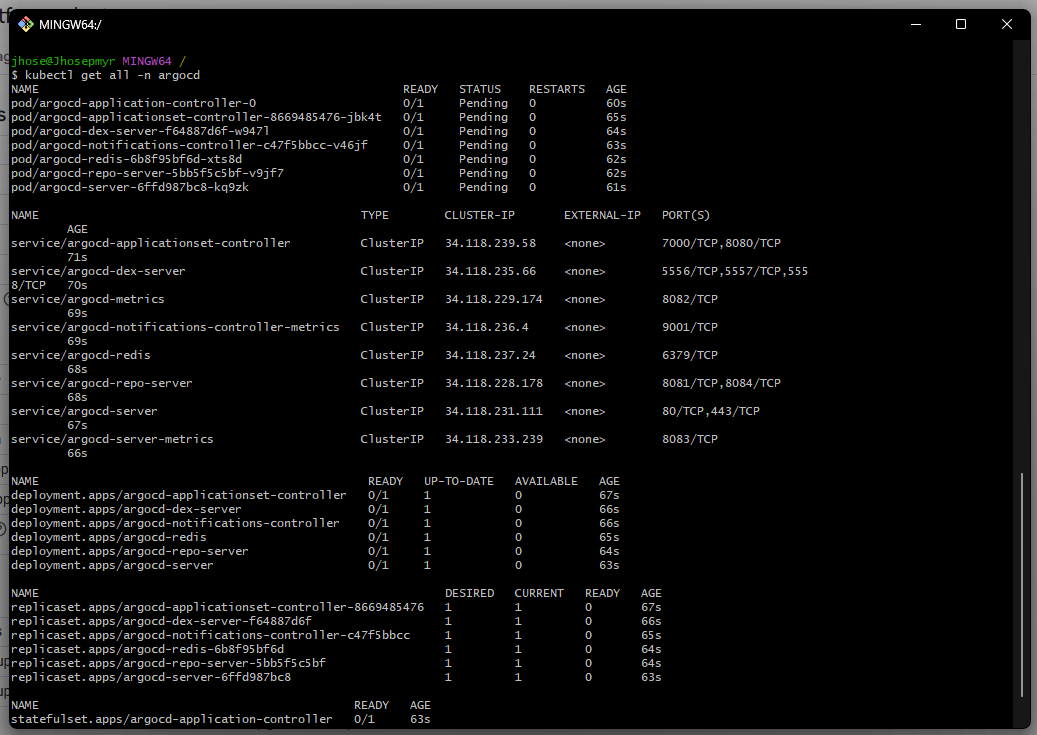 MINGW64:/
jhose@Jhosepmyr MINGW64 /
$ kubectl get all -n argocd
NAME READY STATUS RESTARTS AGE
pod/argocd-application-controller-0 0/1 Pending 0 60s
pod/argocd-applicationset-controller-8669485476-jbk4t 0/1 Pending 0 65s
pod/argocd-dex-server-f64887d6f-w947l 0/1 Pending 0 64s
pod/argocd-notifications-controller-c47f5bbcc-v46jf 0/1 Pending 0 63s
pod/argocd-redis-6b8f95bf6d-xts8d 0/1 Pending 0 62s
pod/argocd-repo-server-5bb5f5c5bf-v9jf7 0/1 Pending 0 62s
pod/argocd-server-6ffd987bc8-kq9zk 0/1 Pending 0 61s
NAME TYPE CLUSTER-IP EXTERNAL-IP PORT(S)
AGE
service/argocd-applicationset-controller ClusterIP 34.118.239.58 <none> 7000/TCP,8080/TCP
71s
service/argocd-dex-server ClusterIP 34.118.235.66 <none> 5556/TCP,5557/TCP,555
8/TCP 70s
service/argocd-metrics ClusterIP 34.118.229.174 <none> 8082/TCP
69s
service/argocd-notifications-controller-metrics ClusterIP 34.118.236.4 <none> 9001/TCP
69s
service/argocd-redis ClusterIP 34.118.237.24 <none> 6379/TCP
68s
service/argocd-repo-server ClusterIP 34.118.228.178 <none> 8081/TCP,8084/TCP
68s
service/argocd-server ClusterIP 34.118.231.111 <none> 80/TCP,443/TCP
67s
service/argocd-server-metrics ClusterIP 34.118.233.239 <none> 8083/TCP
66s
NAME READY UP-TO-DATE AVAILABLE AGE
deployment.apps/argocd-applicationset-controller 0/1 1 0 67s
deployment.apps/argocd-dex-server 0/1 1 0 66s
deployment.apps/argocd-notifications-controller 0/1 1 0 66s
deployment.apps/argocd-redis 0/1 1 0 65s
deployment.apps/argocd-repo-server 0/1 1 0 64s
deployment.apps/argocd-server 0/1 1 0 63s
NAME DESIRED CURRENT READY AGE
replicaset.apps/argocd-applicationset-controller-8669485476 1 1 0 67s
replicaset.apps/argocd-dex-server-f64887d6f 1 1 0 66s
replicaset.apps/argocd-notifications-controller-c47f5bbcc 1 1 0 65s
replicaset.apps/argocd-redis-6b8f95bf6d 1 1 0 64s
replicaset.apps/argocd-repo-server-5bb5f5c5bf 1 1 0 64s
replicaset.apps/argocd-server-6ffd987bc8 1 1 0 63s
NAME READY AGE
statefulset.apps/argocd-application-controller 0/1 63s